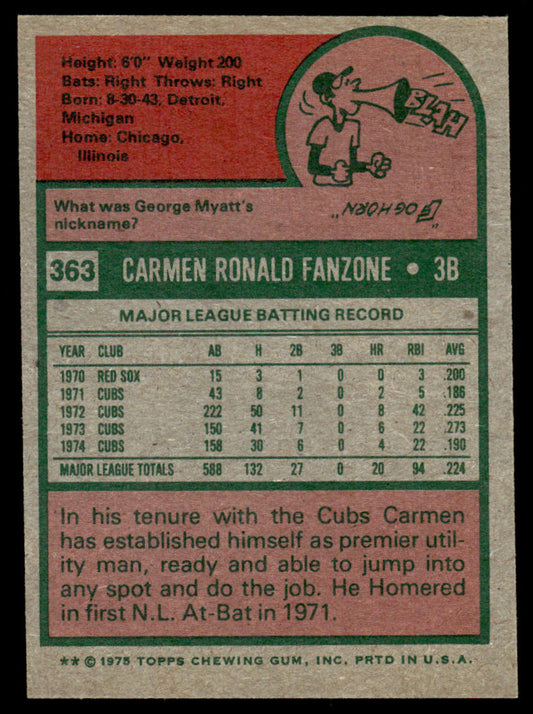 Height: 6'0" Weight 200
Bats: Right Throws: Right
Born: 8-30-43, Detroit,
Michigan
Home: Chicago,
Illinois
BLAH
What was George Myatt's
nickname?
"FOGHORN"
363 CARMEN RONALD FANZONE • 3B
MAJOR LEAGUE BATTING RECORD
YEAR CLUB AB H 2B 3B HR RBI AVG
1970 RED SOX 15 3 1 0 0 3 .200
1971 CUBS 43 8 2 0 2 5 .186
1972 CUBS 222 50 11 0 8 42 .225
1973 CUBS 150 41 7 0 6 22 .273
1974 CUBS 158 30 6 0 4 22 .190
MAJOR LEAGUE TOTALS 588 132 27 0 20 94 .224
In his tenure with the Cubs Carmen
has established himself as premier util-
ity man, ready and able to jump into
any spot and do the job. He Homered
in first N.L. At-Bat in 1971.
** © 1975 TOPPS CHEWING GUM, INC. PRTD IN U.S.A.